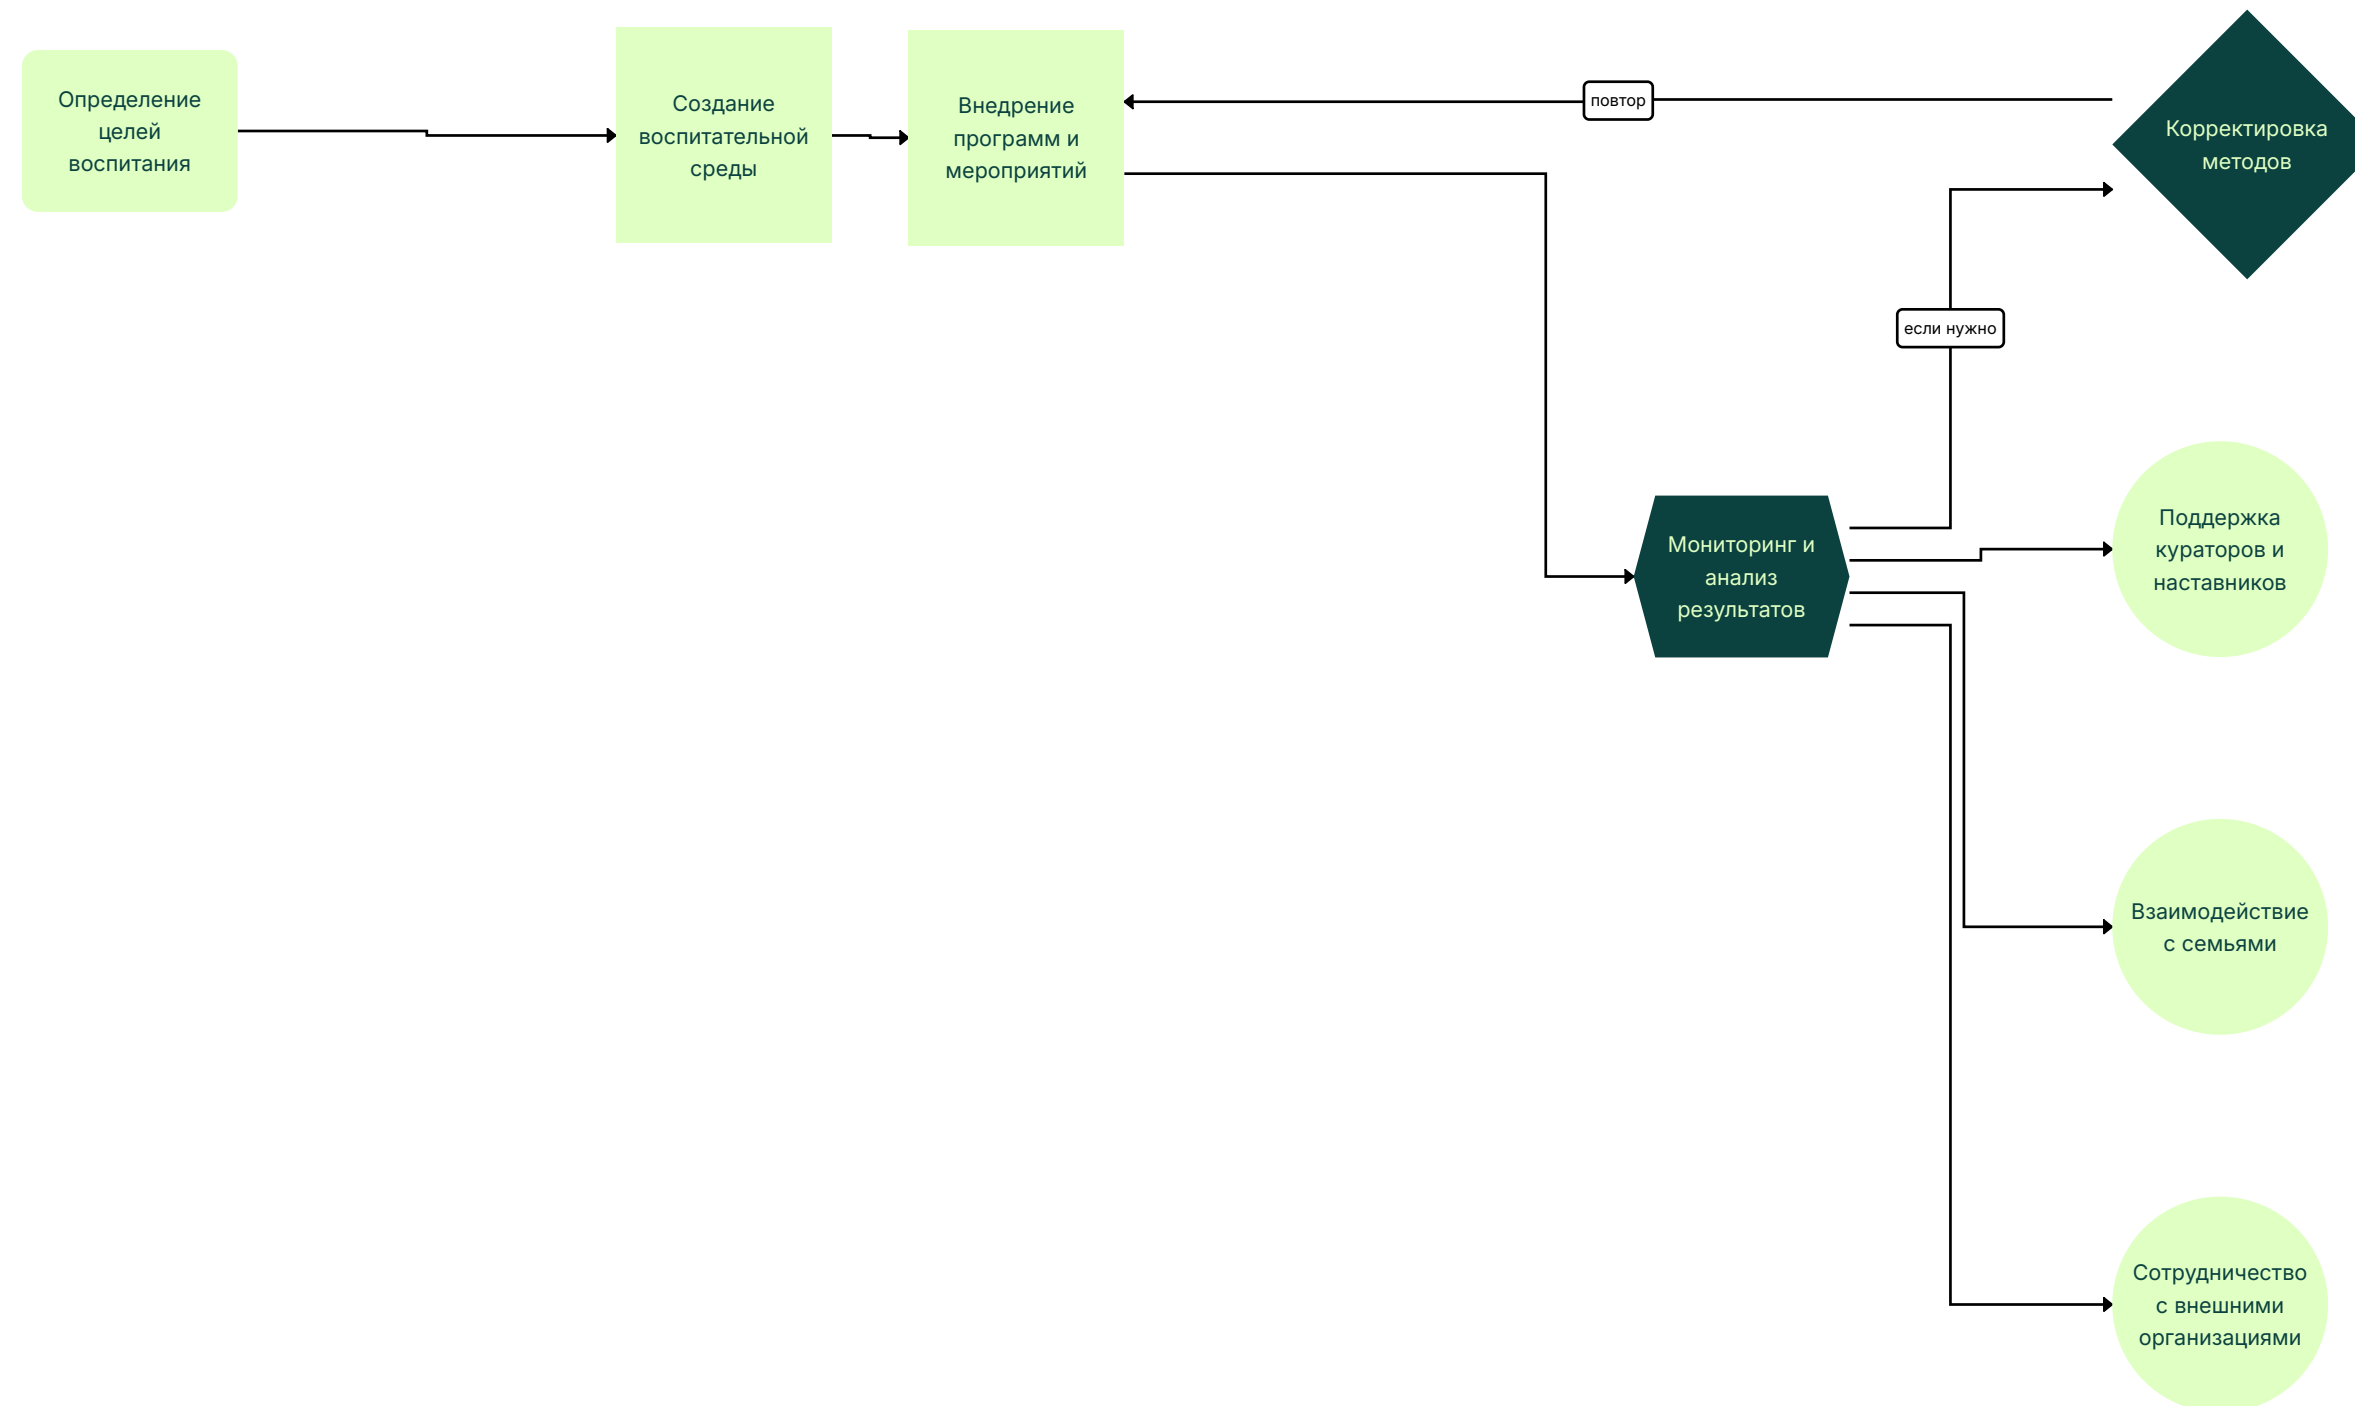 Определение
целей
воспитания
Создание
воспитательной
среды
Внедрение
программ и
мероприятий
повтор
Корректировка
методов
если нужно
Мониторинг и
анализ
результатов
Поддержка
кураторов и
наставников
Взаимодействие
с семьями
Сотрудничество
с внешними
организациями